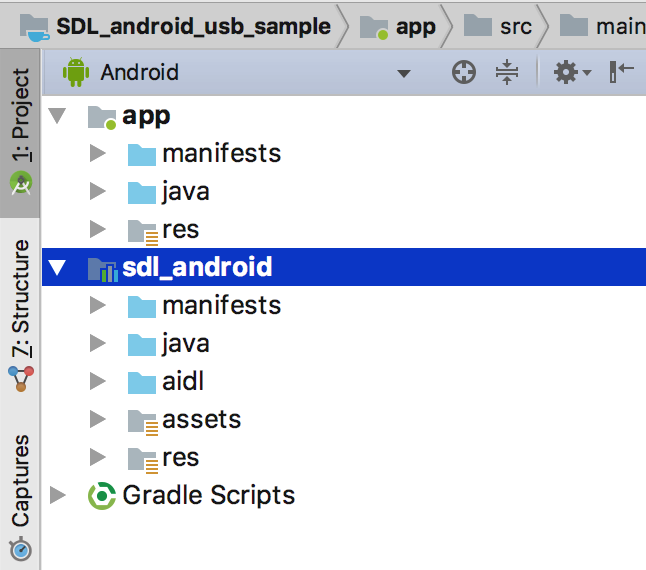 SDL_android_usb_sample app src main
1: Project
Android
app
manifests
java
res
sdl_android
7: Structure
manifests
java
aidl
assets
res
Captures
Gradle Scripts